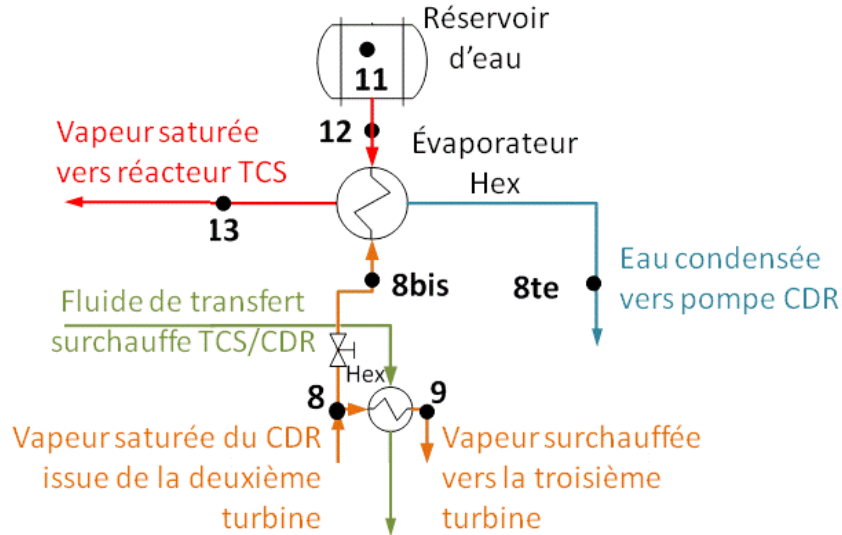 Réservoir
d'eau
11
12
Vapeur saturée
vers réacteur TCS
Évaporateur
Hex
13
8bis
8te
Eau condensée
vers pompe CDR
Fluide de transfert
surchauffe TCS/CDR
Hex
8
9
Vapeur saturée du CDR
issue de la deuxième
turbine
Vapeur surchauffée
vers la troisième
turbine